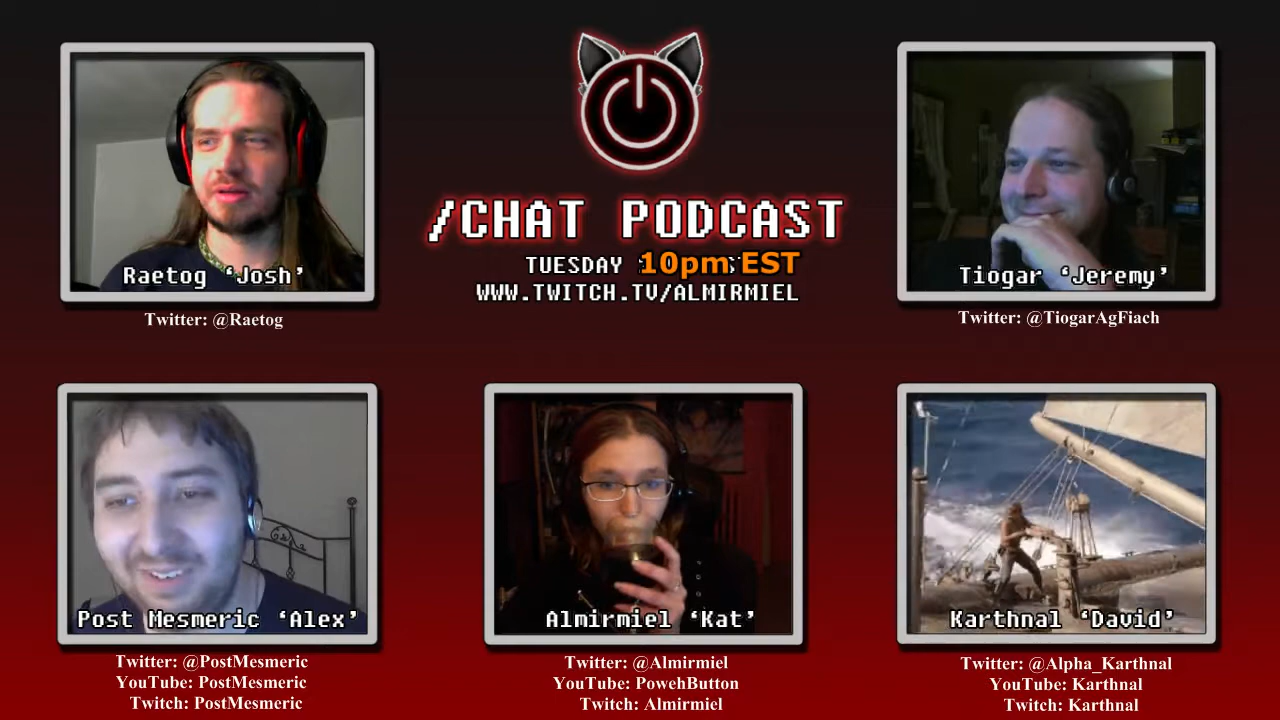 /CHAT PODCAST
TUESDAY 10pm EST
WWW.TWITCH.TV/ALMIRMIEL
Raetog ‘Josh’
Twitter: @Raetog
Tiogar ‘Jeremy’
Twitter: @TiogarAgFiach
Post Mesmeric ‘Alex’
Twitter: @PostMesmeric
YouTube: PostMesmeric
Twitch: PostMesmeric
Almirmiel ‘Kat’
Twitter: @Almirmiel
YouTube: PowehButton
Twitch: Almirmiel
Karthnal ‘David’
Twitter: @Alpha_Karthnal
YouTube: Karthnal
Twitch: Karthnal